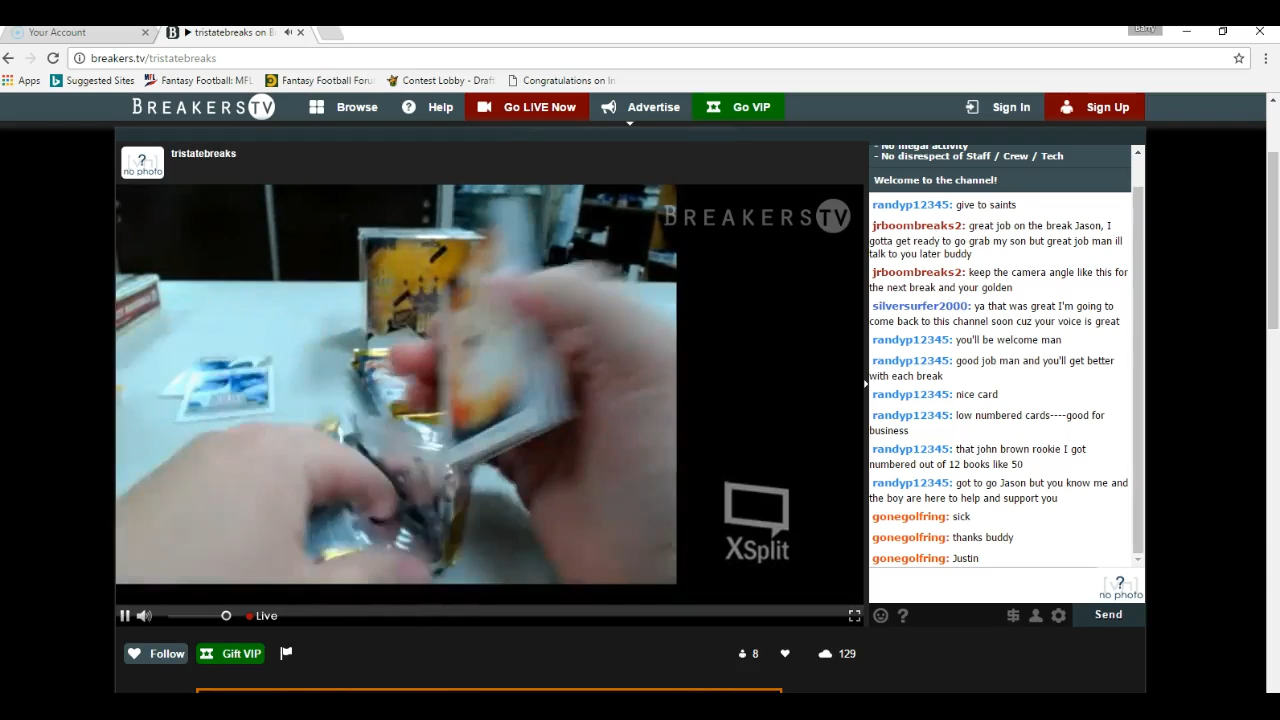 Your Account
tristatebreaks on B
Barry
breakers.tv/tristatebreaks
Apps
Suggested Sites
Fantasy Football: MFL
Fantasy Football Foru
Contest Lobby - Draft
Congratulations on In
BREAKERSTV
Browse
Help
Go LIVE Now
Advertise
Go VIP
Sign In
Sign Up
? no photo
tristatebreaks
BREAKERSTV
XSplit
Live
Follow
Gift VIP
8
129
- No illegal activity
- No disrespect of Staff / Crew / Tech
Welcome to the channel!
randyp12345: give to saints
jrboombreaks2: great job on the break Jason, I
gotta get ready to go grab my son but great job man ill
talk to you later buddy
jrboombreaks2: keep the camera angle like this for
the next break and your golden
silversurfer2000: ya that was great I'm going to
come back to this channel soon cuz your voice is great
randyp12345: you'll be welcome man
randyp12345: good job man and you'll get better
with each break
randyp12345: nice card
randyp12345: low numbered cards----good for
business
randyp12345: that john brown rookie I got
numbered out of 12 books like 50
randyp12345: got to go Jason but you know me and
the boy are here to help and support you
gonegolfring: sick
gonegolfring: thanks buddy
gonegolfring: Justin
? no photo
Send